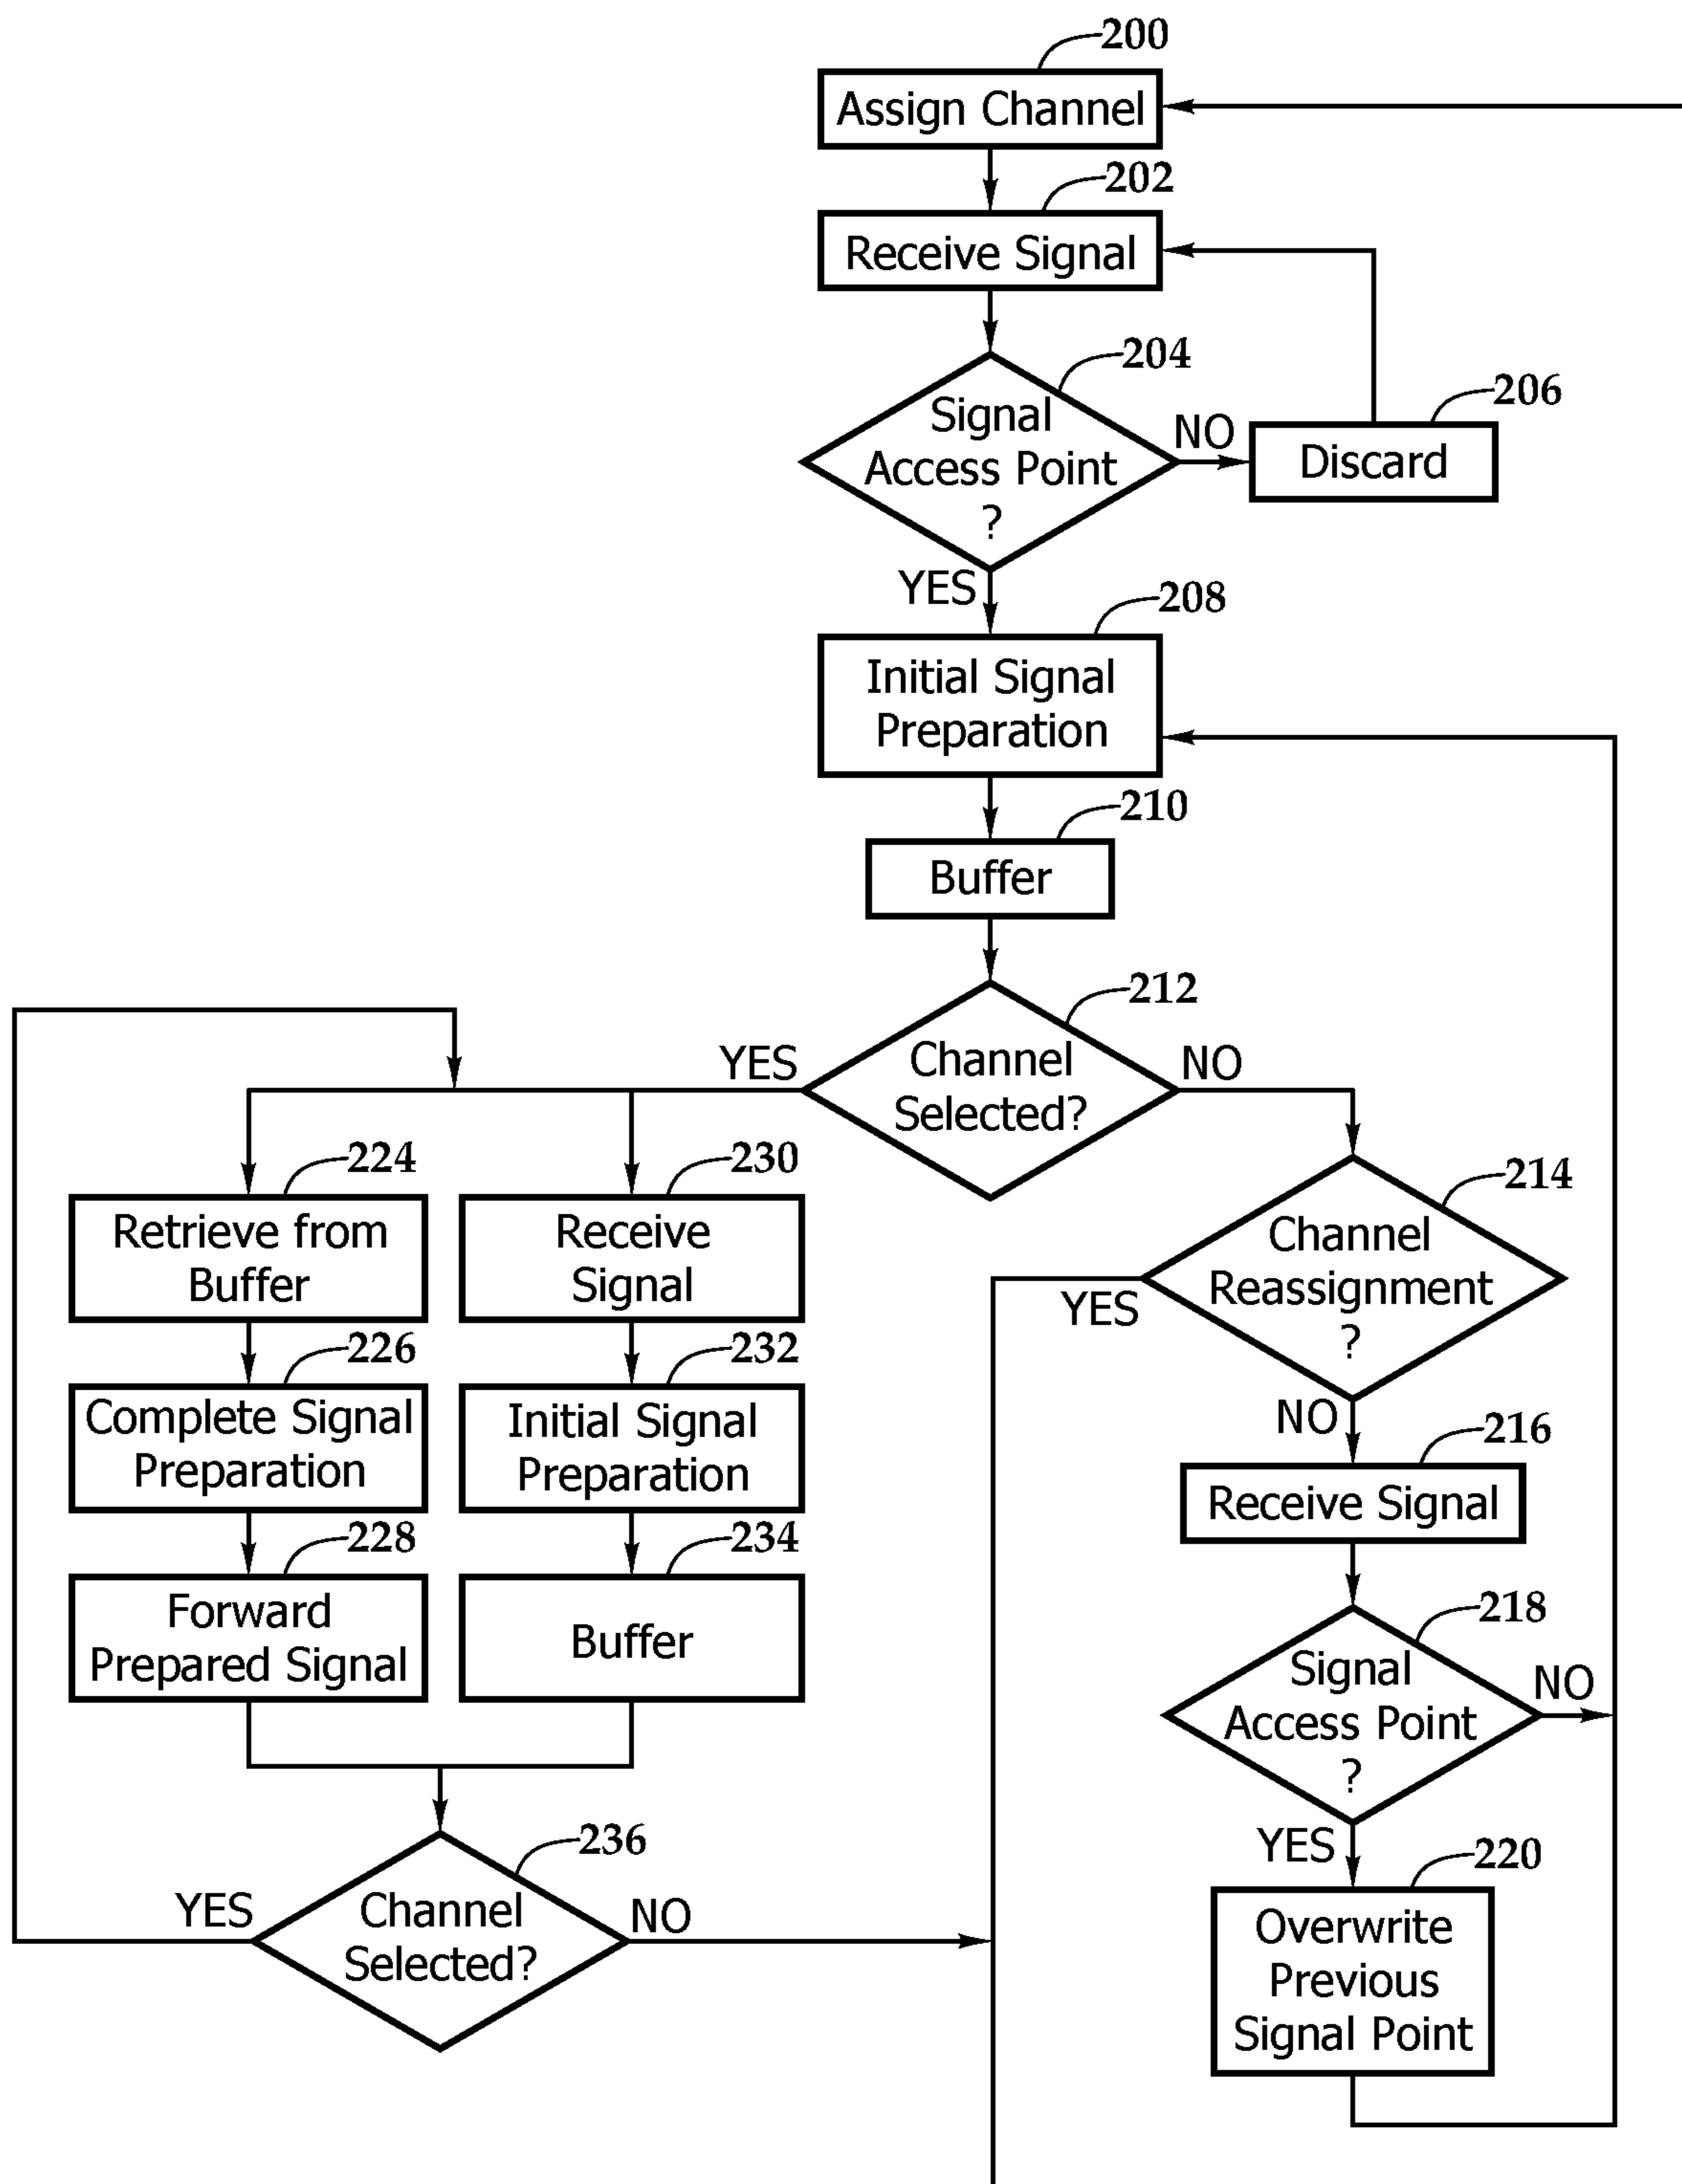 200
Assign Channel
202
Receive Signal
204
Signal
Access Point
?
NO
206
Discard
YES
208
Initial Signal
Preparation
210
Buffer
212
Channel
Selected?
YES
NO
224
Retrieve from
Buffer
230
Receive
Signal
214
Channel
Reassignment
?
YES
NO
226
Complete Signal
Preparation
232
Initial Signal
Preparation
216
Receive Signal
228
Forward
Prepared Signal
234
Buffer
218
Signal
Access Point
?
NO
YES
236
Channel
Selected?
YES
NO
220
Overwrite
Previous
Signal Point